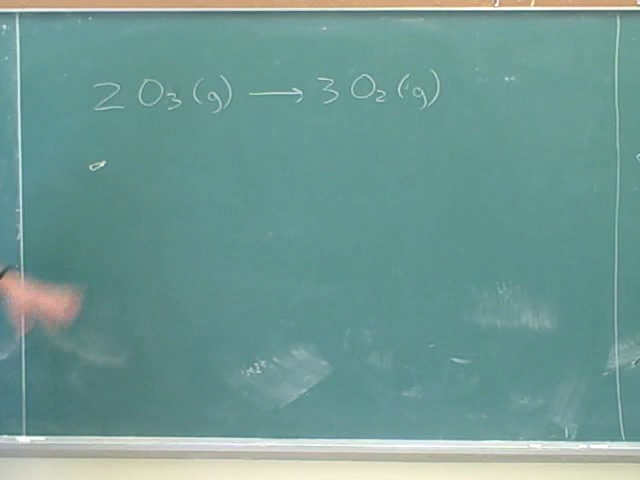 2 O₃ (g) → 3 O₂ (g)